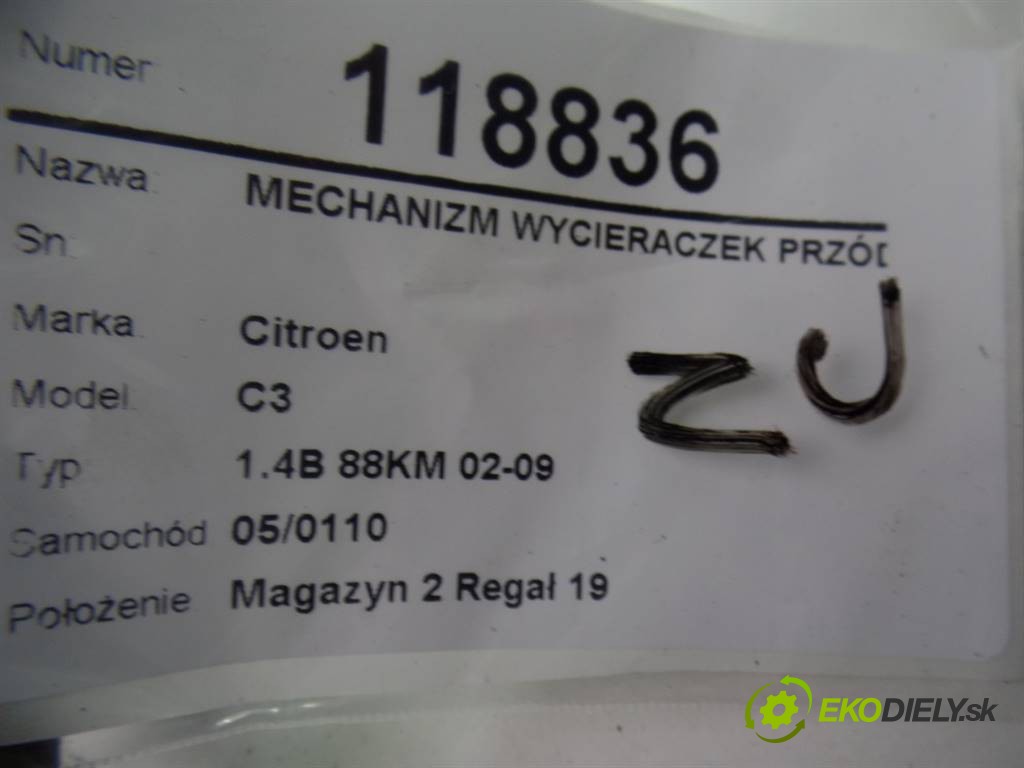 Numer 118836
Nazwa MECHANIZM WYCIERACZEK PRZÓD
Sn.
Marka. Citroen
Model. C3
Typ 1.4B 88KM 02-09
ZU
Samochód 05/0110
Położenie Magazyn 2 Regał 19
EKODIELY.sk